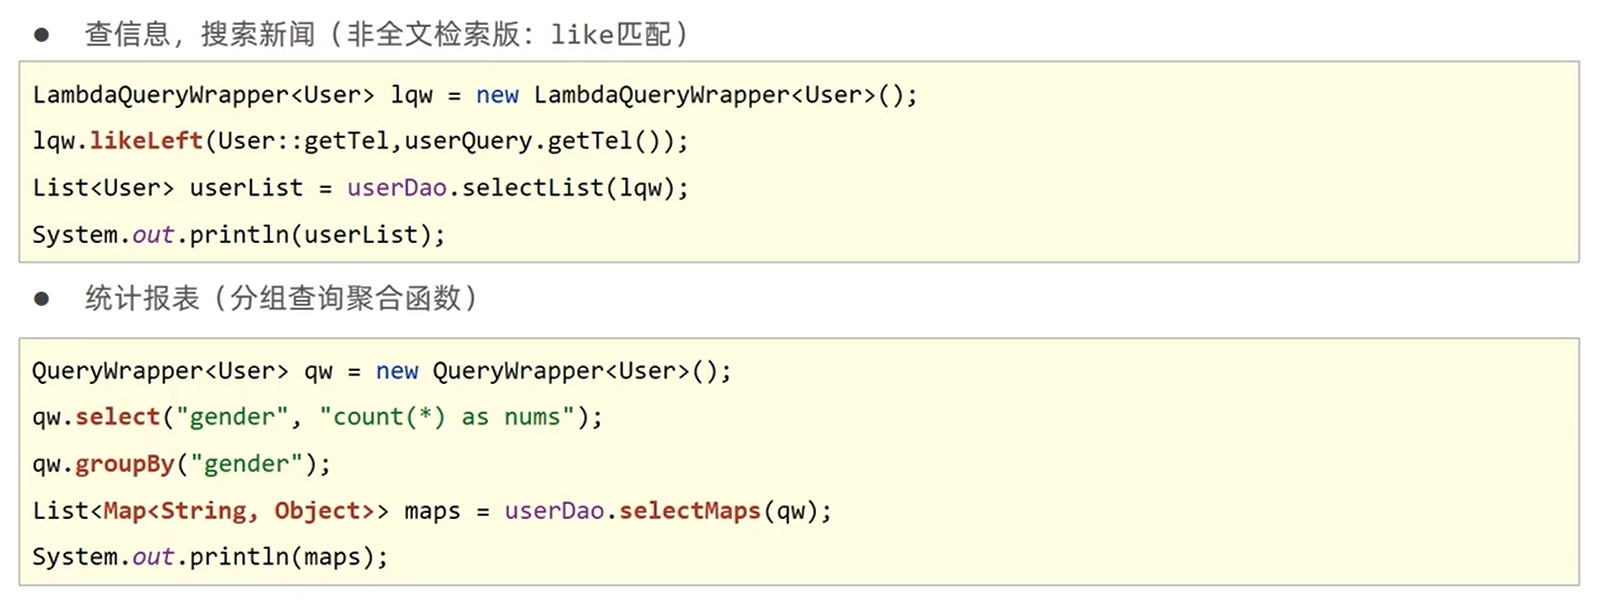 ● 查信息，搜索新闻（非全文检索版：like匹配）
LambdaQueryWrapper<User> lqw = new LambdaQueryWrapper<User>();
lqw.likeLeft(User::getTel,userQuery.getTel());
List<User> userList = userDao.selectList(lqw);
System.out.println(userList);
● 统计报表（分组查询聚合函数）
QueryWrapper<User> qw = new QueryWrapper<User>();
qw.select("gender", "count(*) as nums");
qw.groupBy("gender");
List<Map<String, Object>> maps = userDao.selectMaps(qw);
System.out.println(maps);